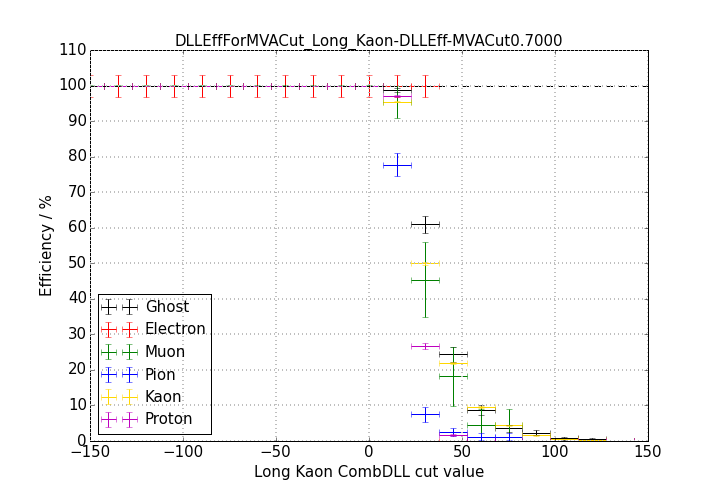 DLLEffForMVACut_Long_Kaon-DLLEff-MVACut0.7000
110
100
90
80
70
60
50
40
30
20
10
0
Efficiency / %
Ghost
Electron
Muon
Pion
Kaon
Proton
−150 −100 −50 0 50 100 150
Long Kaon CombDLL cut value